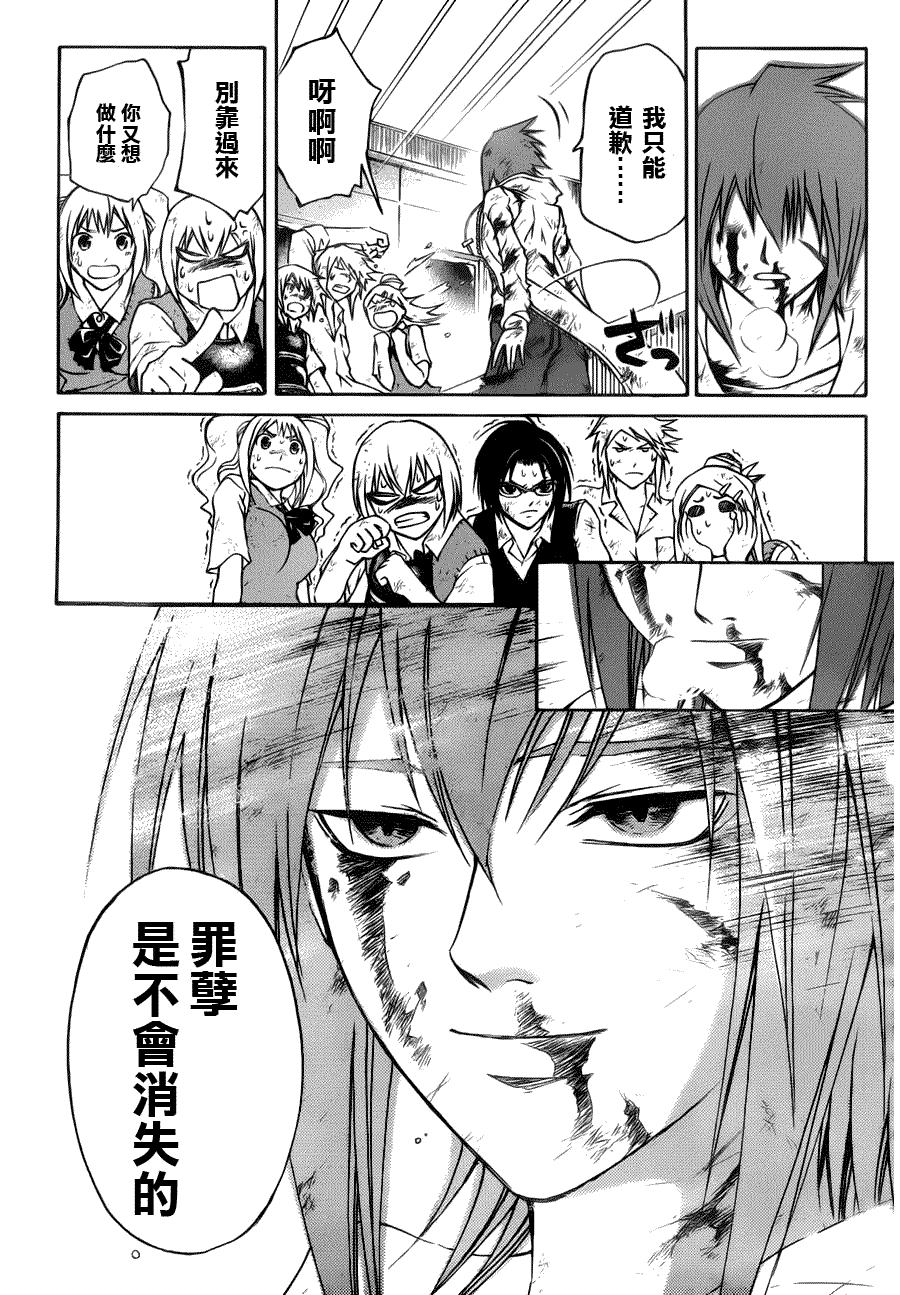 我只能
道歉……
ざっ
呀啊啊
別靠過來
你又想
做什麼
罪孽
是不會消失的
。